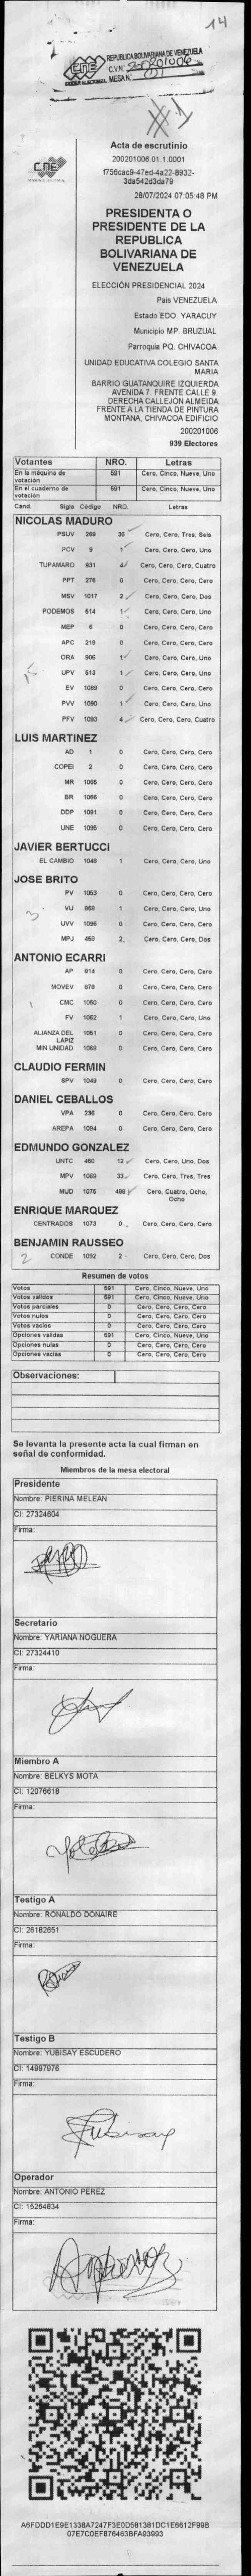 14
REPUBLICA BOLIVARIANA DE VENEZUELA
CNE
C.V.Nº 200201006
MESA Nº
Acta de escrutinio
200201006.01.1.0001
f756cac9-47ed-4a22-8932-
3da542d3da79
28/07/2024 07:05:48 PM
PRESIDENTA O
PRESIDENTE DE LA
REPUBLICA
BOLIVARIANA DE
VENEZUELA
ELECCIÓN PRESIDENCIAL 2024
Pais VENEZUELA
Estado EDO. YARACUY
Municipio MP. BRUZUAL
Parroquia PQ. CHIVACOA
UNIDAD EDUCATIVA COLEGIO SANTA
MARIA
BARRIO GUATANQUIRE IZQUIERDA
AVENIDA 7. FRENTE CALLE 9.
DERECHA CALLEJÓN ALMEIDA
FRENTE A LA TIENDA DE PINTURA
MONTANA, CHIVACOA EDIFICIO
200201006
939 Electores
Votantes NRO. Letras
En la máquina de votación 591 Cero, Cinco, Nueve, Uno
En el cuaderno de votación 591 Cero, Cinco, Nueve, Uno
Cand. Sigla Código NRO. Letras
NICOLAS MADURO
PSUV 269 36 Cero, Cero, Tres, Seis
PCV 9 1 Cero, Cero, Cero, Uno
TUPAMARO 931 4 Cero, Cero, Cero, Cuatro
PPT 276 0 Cero, Cero, Cero, Cero
MSV 1017 2 Cero, Cero, Cero, Dos
PODEMOS 514 1 Cero, Cero, Cero, Uno
MEP 6 0 Cero, Cero, Cero, Cero
APC 219 0 Cero, Cero, Cero, Cero
ORA 906 1 Cero, Cero, Cero, Uno
UPV 513 1 Cero, Cero, Cero, Uno
15
EV 1089 0 Cero, Cero, Cero, Cero
PVV 1090 1 Cero, Cero, Cero, Uno
PFV 1093 4 Cero, Cero, Cero, Cuatro
LUIS MARTINEZ
AD 1 0 Cero, Cero, Cero, Cero
COPEI 2 0 Cero, Cero, Cero, Cero
MR 1065 0 Cero, Cero, Cero, Cero
BR 1066 0 Cero, Cero, Cero, Cero
DDP 1091 0 Cero, Cero, Cero, Cero
UNE 1095 0 Cero, Cero, Cero, Cero
JAVIER BERTUCCI
EL CAMBIO 1048 1 Cero, Cero, Cero, Uno
JOSE BRITO
PV 1053 0 Cero, Cero, Cero, Cero
VU 868 1 Cero, Cero, Cero, Uno
3
UVV 1096 0 Cero, Cero, Cero, Cero
MPJ 459 2 Cero, Cero, Cero, Dos
ANTONIO ECARRI
AP 814 0 Cero, Cero, Cero, Cero
MOVEV 878 0 Cero, Cero, Cero, Cero
CMC 1050 0 Cero, Cero, Cero, Cero
FV 1062 1 Cero, Cero, Cero, Uno
ALIANZA DEL LAPIZ 1051 0 Cero, Cero, Cero, Cero
MIN UNIDAD 1069 0 Cero, Cero, Cero, Cero
CLAUDIO FERMIN
SPV 1049 0 Cero, Cero, Cero, Cero
DANIEL CEBALLOS
VPA 236 0 Cero, Cero, Cero, Cero
AREPA 1094 0 Cero, Cero, Cero, Cero
EDMUNDO GONZALEZ
UNTC 460 12 Cero, Cero, Uno, Dos
MPV 1069 33 Cero, Cero, Tres, Tres
MUD 1075 488 Cero, Cuatro, Ocho, Ocho
ENRIQUE MARQUEZ
CENTRADOS 1073 0 Cero, Cero, Cero, Cero
BENJAMIN RAUSSEO
2
CONDE 1092 2 Cero, Cero, Cero, Dos
Resumen de votos
Votos 591 Cero, Cinco, Nueve, Uno
Votos validos 591 Cero, Cinco, Nueve, Uno
Votos parciales 0 Cero, Cero, Cero, Cero
Votos nulos 0 Cero, Cero, Cero, Cero
Votos vacios 0 Cero, Cero, Cero, Cero
Opciones validas 591 Cero, Cinco, Nueve, Uno
Opciones nulas 0 Cero, Cero, Cero, Cero
Opciones vacias 0 Cero, Cero, Cero, Cero
Observaciones:
Se levanta la presente acta la cual firman en
señal de conformidad.
Miembros de la mesa electoral
Presidente
Nombre: PIERINA MELEAN
CI: 27324604
Firma:
Secretario
Nombre: YARIANA NOGUERA
CI: 27324410
Firma:
Miembro A
Nombre: BELKYS MOTA
CI: 12076618
Firma:
Testigo A
Nombre: RONALDO DONAIRE
CI: 26182651
Firma:
Testigo B
Nombre: YUBISAY ESCUDERO
CI: 14997976
Firma:
Operador
Nombre: ANTONIO PEREZ
CI: 15264834
Firma:
A6FDDD1E9E1338A7247F3E0D581381DC1E6612F99B
07E7C0EF876463BFA93993